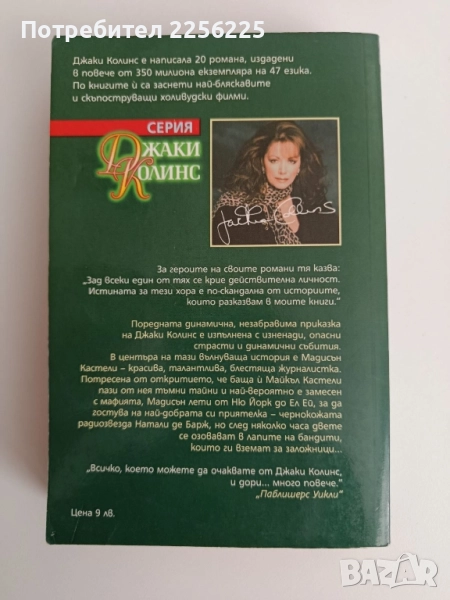 Потребител 2256252
Джаки Колинс е написала 20 романа, издадени
в повече от 350 милиона екземпляра на 47 езика.
По книгите ѝ са заснети най-бляскавите
и скъпоструващи холивудски филми.
СЕРИЯ
ДЖАКИ
КОЛИНС
Jackie Collins
За героите на своите романи тя казва:
„Зад всеки един от тях се крие действителна личност.
Истината за тези хора е по-скандална от историите,
които разказвам в моите книги."
Поредната динамична, незабравима приказка
на Джаки Колинс е изпълнена с изненади, опасни
страсти и динамични събития.
В центъра на тази вълнуваща история е Мадисън
Кастели – красива, талантлива, блестяща журналистка.
Потресена от откритието, че баща ѝ Майкъл Кастели
пази от нея тъмни тайни и най-вероятно е замесен
с мафията, Мадисън лети от Ню Йорк до Ел Ей, за да
гостува на най-добрата си приятелка – чернокожата
радиозвезда Натали де Барж, но след няколко часа двете
се озовават в лапите на бандити,
които ги вземат за заложници...
„Всичко, което можете да очаквате от Джаки Колинс,
и дори... много повече."
„Паблишерс Уикли"
Цена 9 лв.
BAZAR